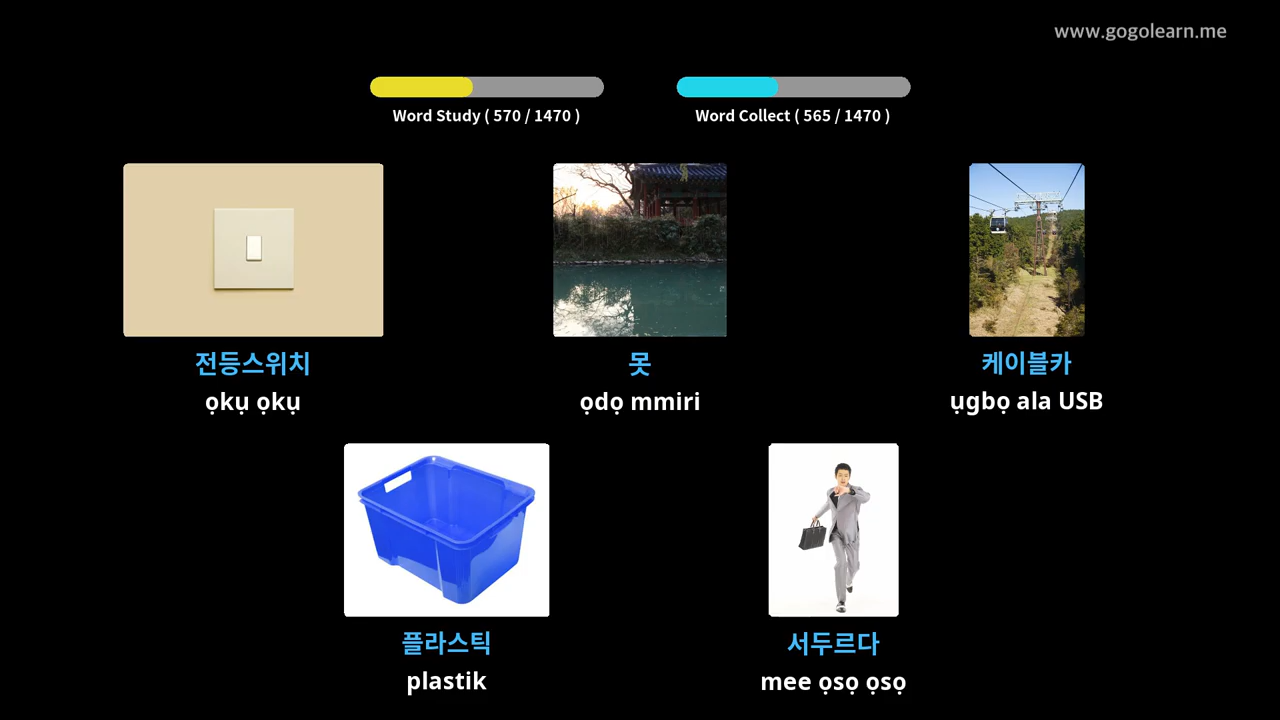 www.gogolearn.me
Word Study ( 570 / 1470 )
Word Collect ( 565 / 1470 )
전등스위치
못
케이블카
ọkụ ọkụ
ọdọ mmiri
ụgbọ ala USB
플라스틱
서두르다
plastik
mee ọsọ ọsọ